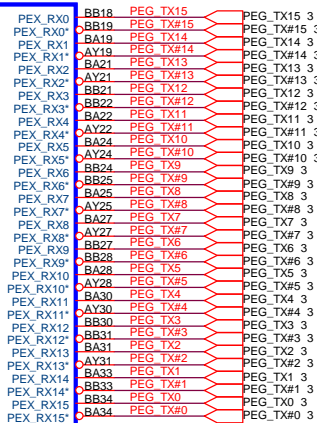 PEX_RX0 BB18 PEG_TX15 PEG_TX15 3
PEX_RX0* BB19 PEG_TX#15 PEG_TX#15 3
PEX_RX1 BA19 PEG_TX14 PEG_TX14 3
PEX_RX1* AY19 PEG_TX#14 PEG_TX#14 3
PEX_RX2 BA21 PEG_TX13 PEG_TX13 3
PEX_RX2* AY21 PEG_TX#13 PEG_TX#13 3
PEX_RX3 BB21 PEG_TX12 PEG_TX12 3
PEX_RX3* BB22 PEG_TX#12 PEG_TX#12 3
PEX_RX4 BA22 PEG_TX11 PEG_TX11 3
PEX_RX4* AY22 PEG_TX#11 PEG_TX#11 3
PEX_RX5 BA24 PEG_TX10 PEG_TX10 3
PEX_RX5* AY24 PEG_TX#10 PEG_TX#10 3
PEX_RX6 BB24 PEG_TX9 PEG_TX9 3
PEX_RX6* BB25 PEG_TX#9 PEG_TX#9 3
PEX_RX7 BA25 PEG_TX8 PEG_TX8 3
PEX_RX7* AY25 PEG_TX#8 PEG_TX#8 3
PEX_RX8 BA27 PEG_TX7 PEG_TX7 3
PEX_RX8* AY27 PEG_TX#7 PEG_TX#7 3
PEX_RX9 BB27 PEG_TX6 PEG_TX6 3
PEX_RX9* BB28 PEG_TX#6 PEG_TX#6 3
PEX_RX10 BA28 PEG_TX5 PEG_TX5 3
PEX_RX10* AY28 PEG_TX#5 PEG_TX#5 3
PEX_RX11 BA30 PEG_TX4 PEG_TX4 3
PEX_RX11* AY30 PEG_TX#4 PEG_TX#4 3
PEX_RX12 BB30 PEG_TX3 PEG_TX3 3
PEX_RX12* BB31 PEG_TX#3 PEG_TX#3 3
PEX_RX13 BA31 PEG_TX2 PEG_TX2 3
PEX_RX13* AY31 PEG_TX#2 PEG_TX#2 3
PEX_RX14 BA33 PEG_TX1 PEG_TX1 3
PEX_RX14* BB33 PEG_TX#1 PEG_TX#1 3
PEX_RX15 BB34 PEG_TX0 PEG_TX0 3
PEX_RX15* BA34 PEG_TX#0 PEG_TX#0 3